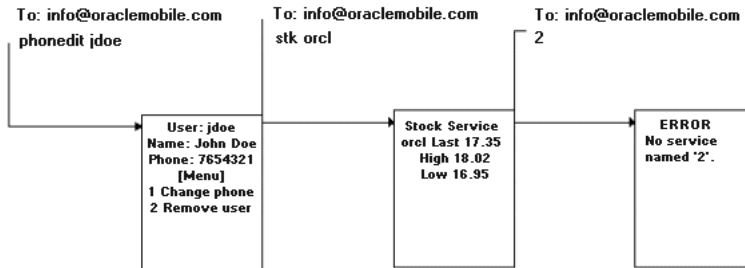 To: info@oraclemobile.com
phonedit jdoe
To: info@oraclemobile.com
stk orcl
To: info@oraclemobile.com
2
User: jdoe
Name: John Doe
Phone: 7654321
[Menu]
1 Change phone
2 Remove user
Stock Service
orcl Last 17.35
High 18.02
Low 16.95
ERROR
No service
named '2'.